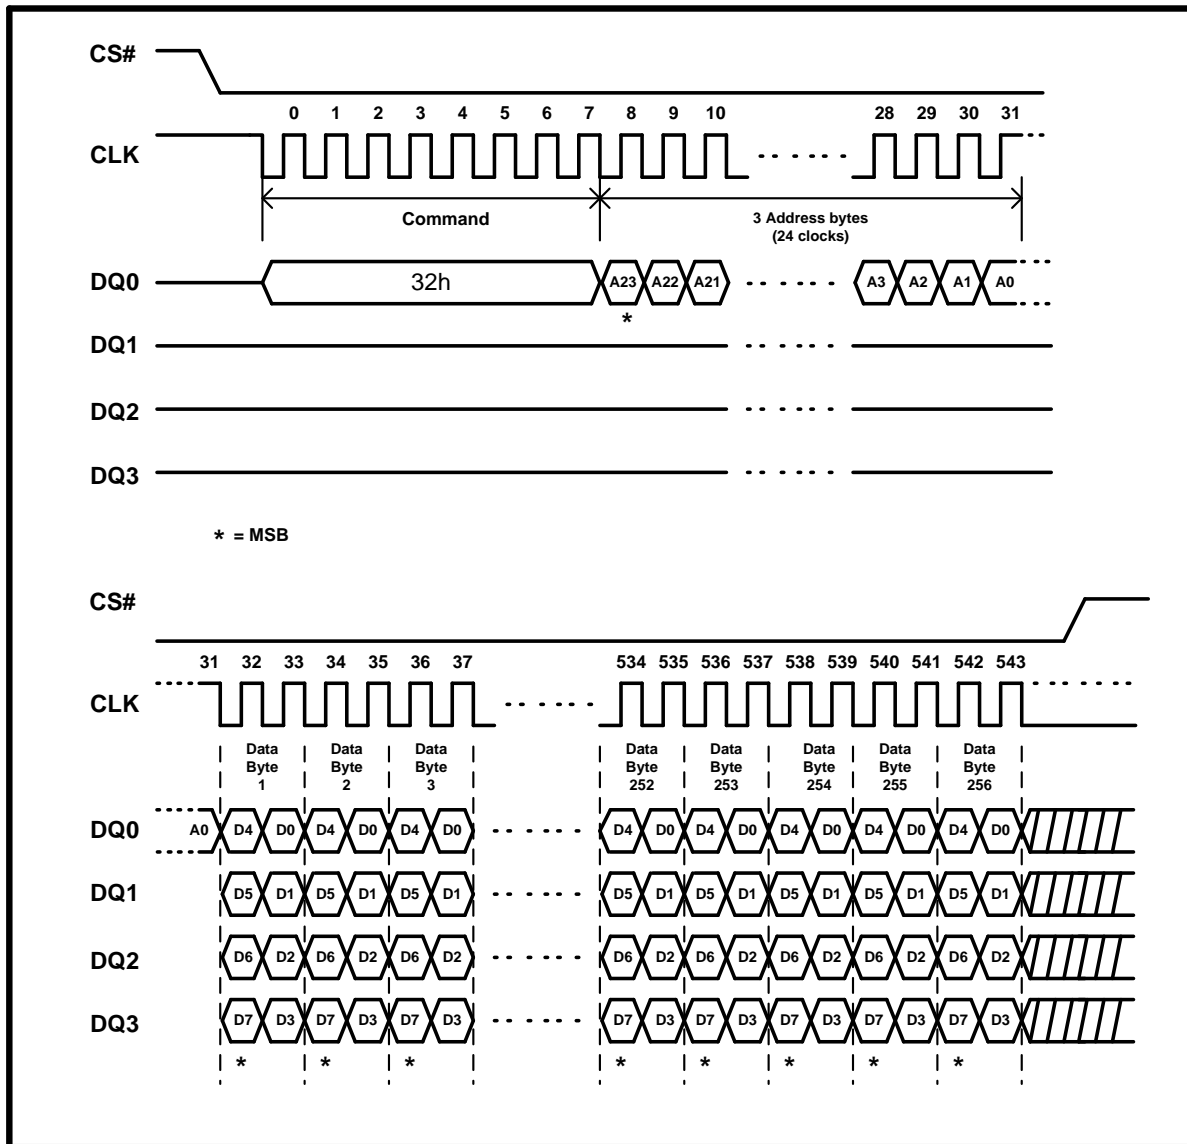 CS#
0 1 2 3 4 5 6 7 8 9 10 28 29 30 31
CLK
Command
3 Address bytes
(24 clocks)
DQ0 32h A23 A22 A21 A3 A2 A1 A0
*
DQ1
DQ2
DQ3
* = MSB
CS#
31 32 33 34 35 36 37 534 535 536 537 538 539 540 541 542 543
CLK
Data Byte 1
Data Byte 2
Data Byte 3
Data Byte 252
Data Byte 253
Data Byte 254
Data Byte 255
Data Byte 256
DQ0 A0 D4 D0 D4 D0 D4 D0 D4 D0 D4 D0 D4 D0 D4 D0 D4 D0
DQ1 D5 D1 D5 D1 D5 D1 D5 D1 D5 D1 D5 D1 D5 D1 D5 D1
DQ2 D6 D2 D6 D2 D6 D2 D6 D2 D6 D2 D6 D2 D6 D2 D6 D2
DQ3 D7 D3 D7 D3 D7 D3 D7 D3 D7 D3 D7 D3 D7 D3 D7 D3
* * * * * * * *